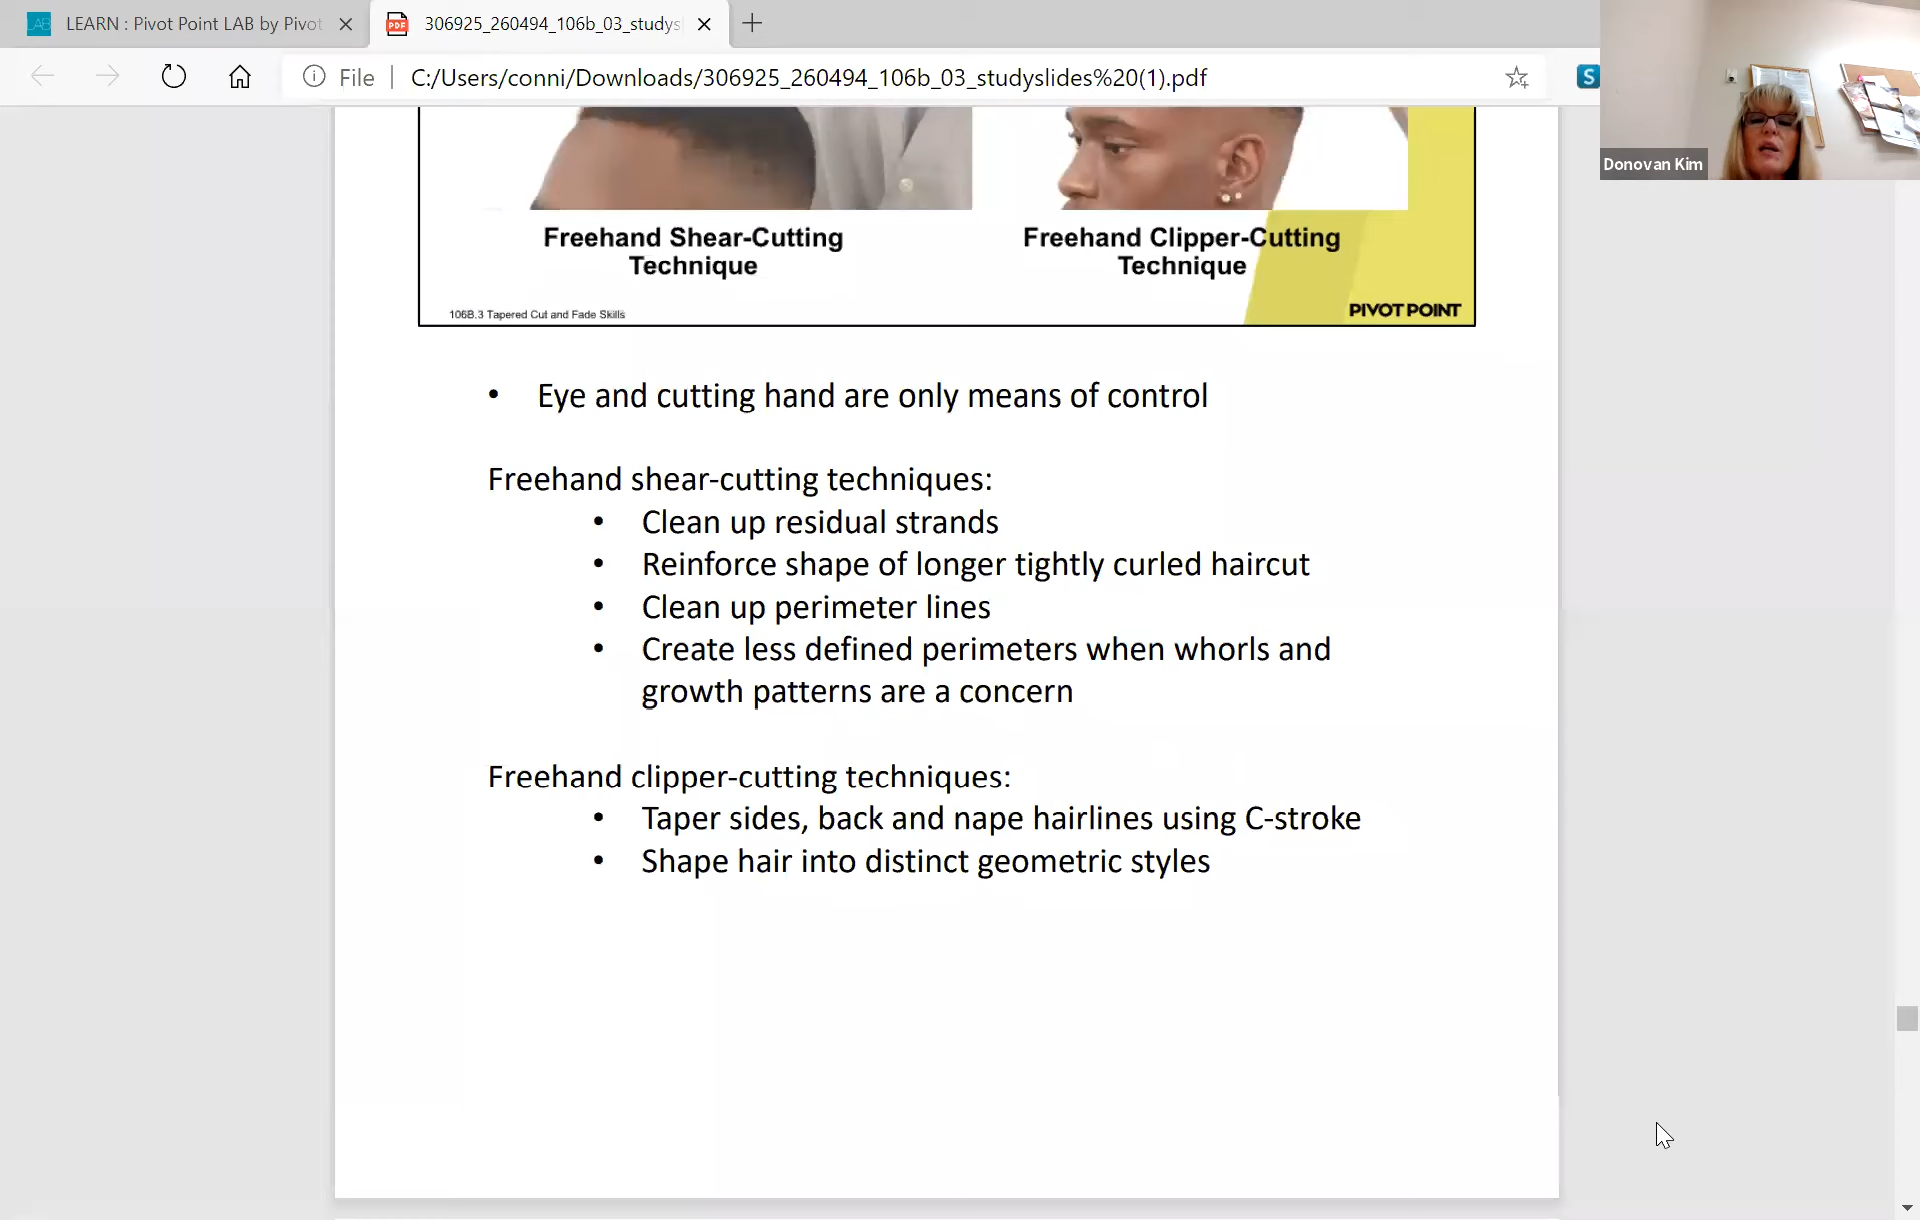 LEARN : Pivot Point LAB by Pivot
306925_260494_106b_03_studys
File
C:/Users/conni/Downloads/306925_260494_106b_03_studyslides%20(1).pdf
S
Donovan Kim
Freehand Shear-Cutting
Technique
Freehand Clipper-Cutting
Technique
106B.3 Tapered Cut and Fade Skills
PIVOT POINT
• Eye and cutting hand are only means of control
Freehand shear-cutting techniques:
• Clean up residual strands
• Reinforce shape of longer tightly curled haircut
• Clean up perimeter lines
• Create less defined perimeters when whorls and
growth patterns are a concern
Freehand clipper-cutting techniques:
• Taper sides, back and nape hairlines using C-stroke
• Shape hair into distinct geometric styles